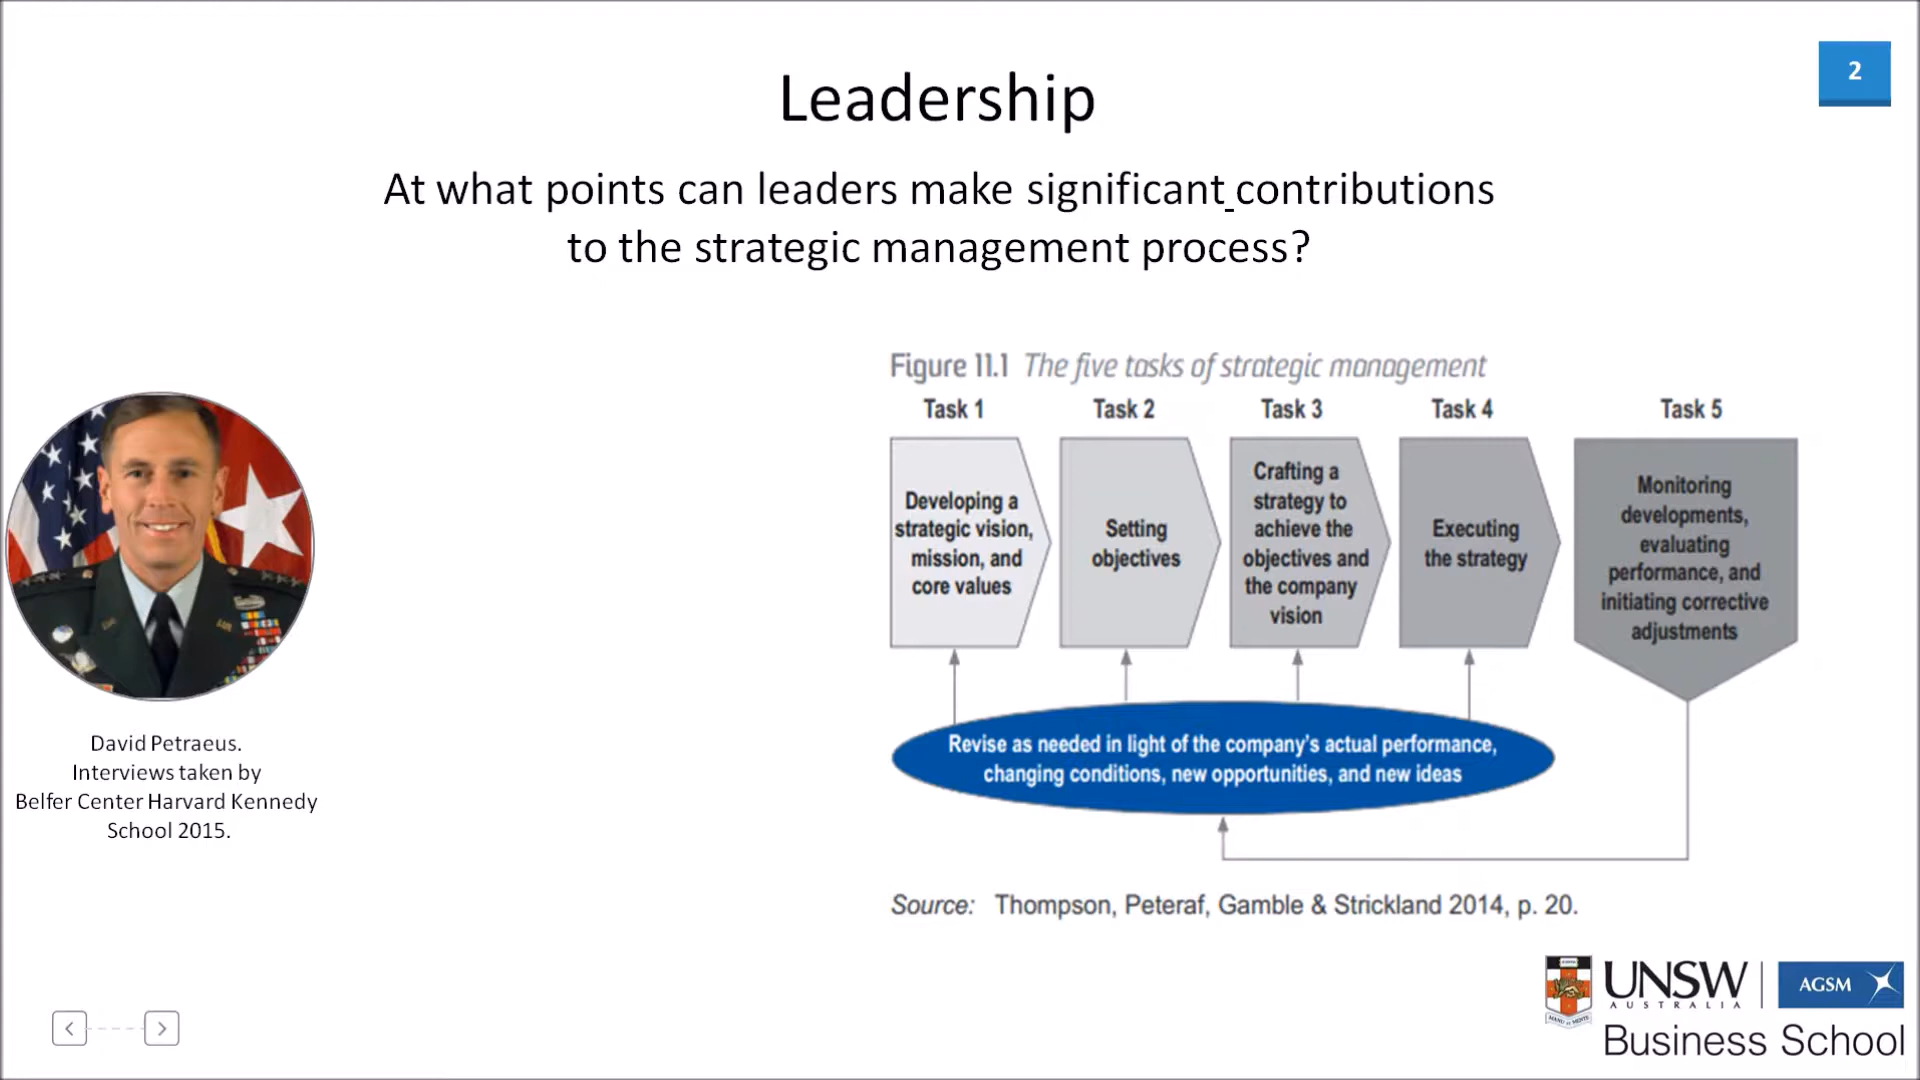 2
Leadership
At what points can leaders make significant contributions
to the strategic management process?
Figure 11.1 The five tasks of strategic management
Task 1
Task 2
Task 3
Task 4
Task 5
Developing a
strategic vision,
mission, and
core values
Setting
objectives
Crafting a
strategy to
achieve the
objectives and
the company
vision
Executing
the strategy
Monitoring
developments,
evaluating
performance, and
initiating corrective
adjustments
Revise as needed in light of the company's actual performance,
changing conditions, new opportunities, and new ideas
Source: Thompson, Peteraf, Gamble & Strickland 2014, p. 20.
David Petraeus.
Interviews taken by
Belfer Center Harvard Kennedy
School 2015.
UNSW
AUSTRALIA
AGSM
Business School